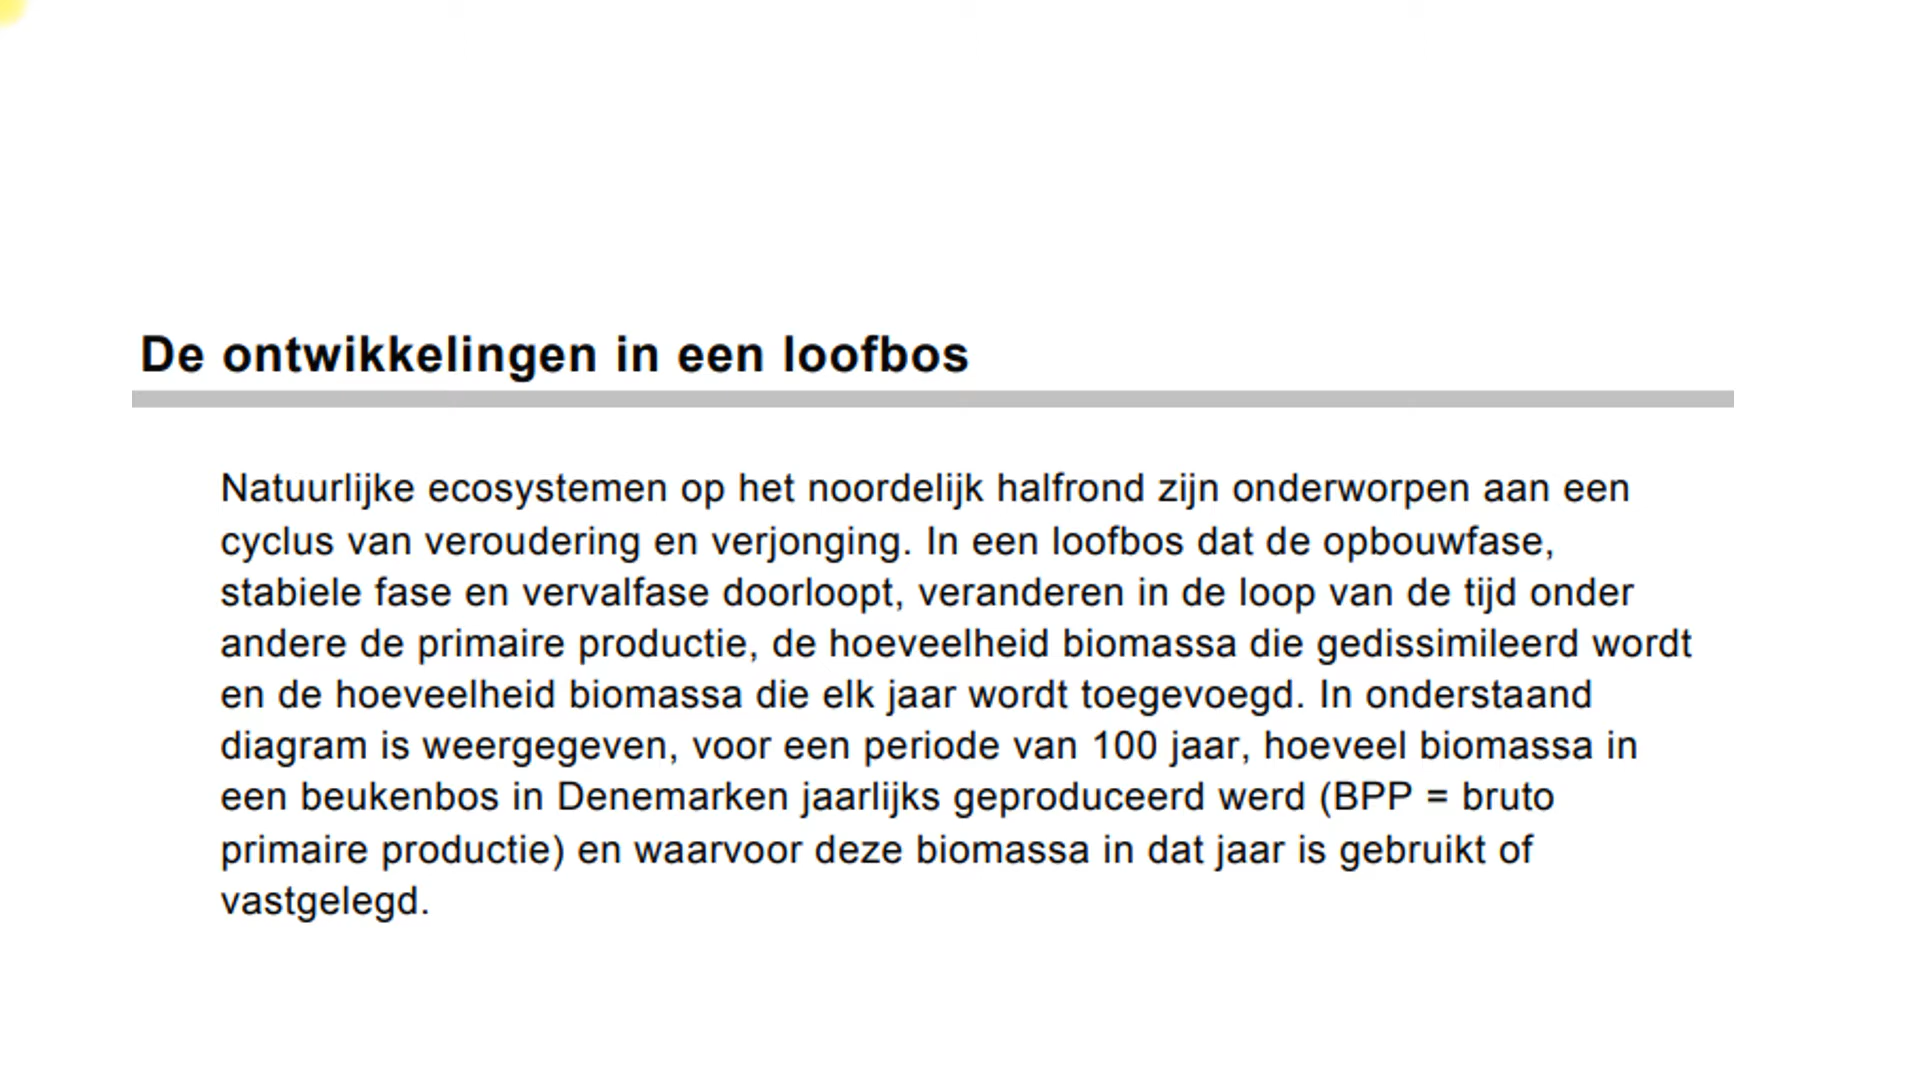 De ontwikkelingen in een loofbos
Natuurlijke ecosystemen op het noordelijk halfrond zijn onderworpen aan een
cyclus van veroudering en verjonging. In een loofbos dat de opbouwfase,
stabiele fase en vervalfase doorloopt, veranderen in de loop van de tijd onder
andere de primaire productie, de hoeveelheid biomassa die gedissimileerd wordt
en de hoeveelheid biomassa die elk jaar wordt toegevoegd. In onderstaand
diagram is weergegeven, voor een periode van 100 jaar, hoeveel biomassa in
een beukenbos in Denemarken jaarlijks geproduceerd werd (BPP = bruto
primaire productie) en waarvoor deze biomassa in dat jaar is gebruikt of
vastgelegd.